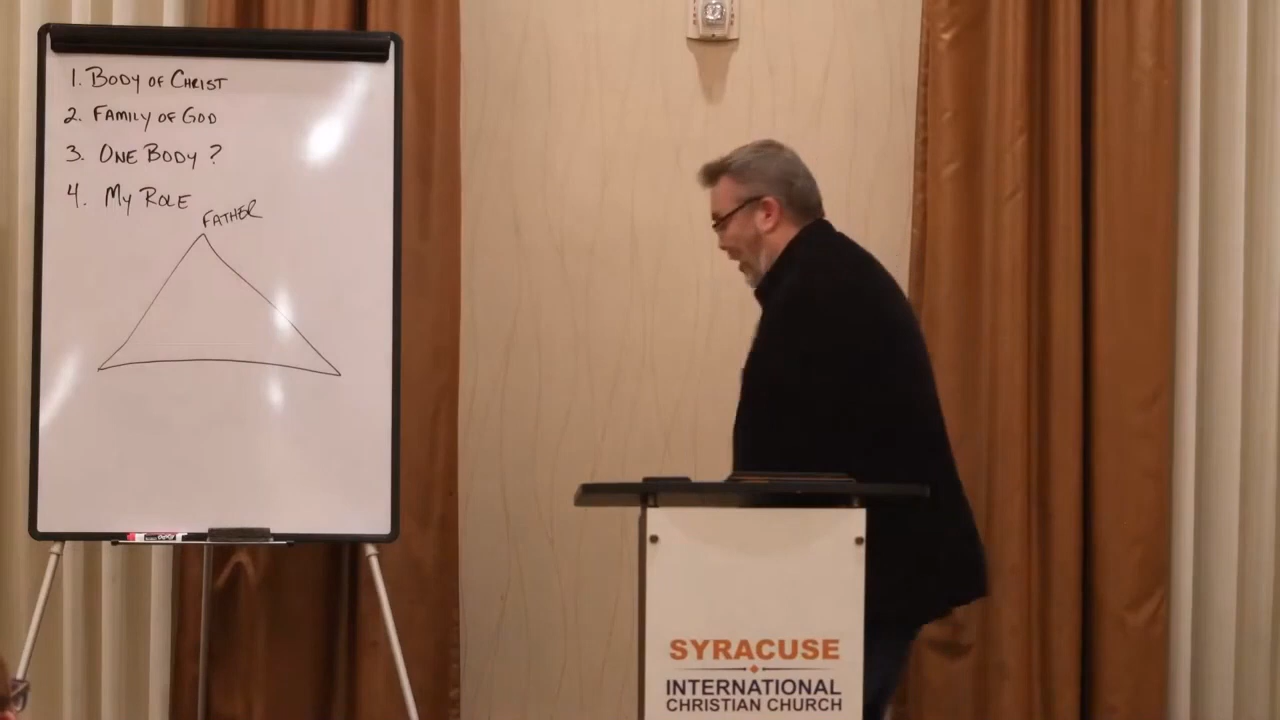 1. BODY OF CHRIST
2. FAMILY OF GOD
3. ONE BODY ?
4. MY ROLE
FATHER
SYRACUSE
INTERNATIONAL
CHRISTIAN CHURCH